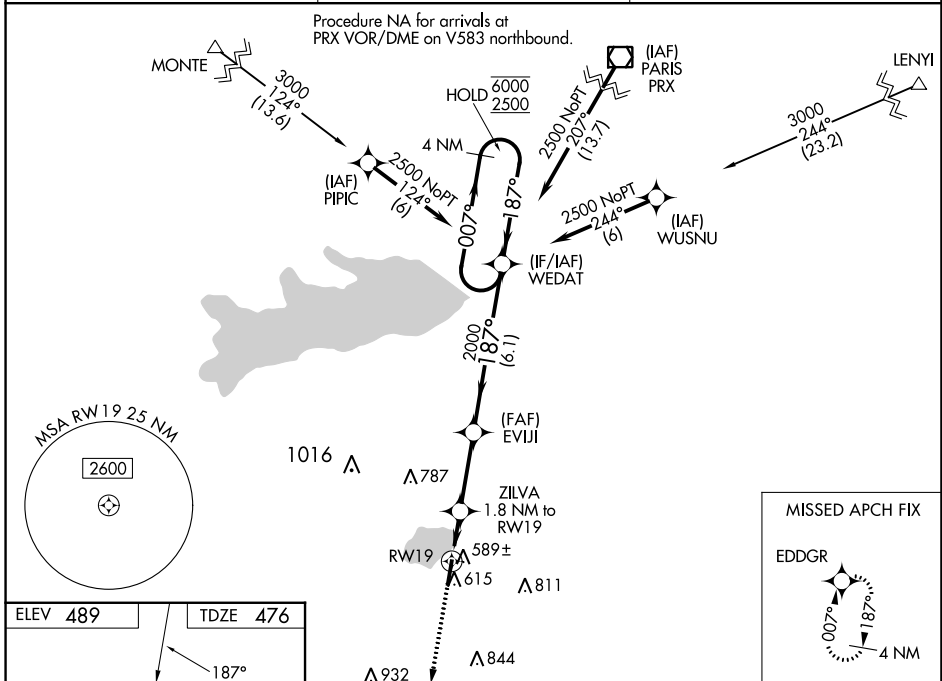 Procedure NA for arrivals at
PRX VOR/DME on V583 northbound.
MONTE
3000
124°
(13.6)
HOLD
6000
2500
4 NM
(IAF)
PARIS
PRX
2500 NoPT
207°
(13.7)
LENYI
3000
244°
(23.2)
(IAF)
PIPIC
2500 NoPT
124°
(6)
007°
187°
2500 NoPT
244°
(6)
(IAF)
WUSNU
(IF/IAF)
WEDAT
2000
187°
(6.1)
(FAF)
EVIJI
MSA RW19 25 NM
2600
1016
787
ZILVA
1.8 NM to
RW19
RW19
589±
615
811
844
932
MISSED APCH FIX
EDDGR
007°
187°
4 NM
ELEV 489
TDZE 476
187°